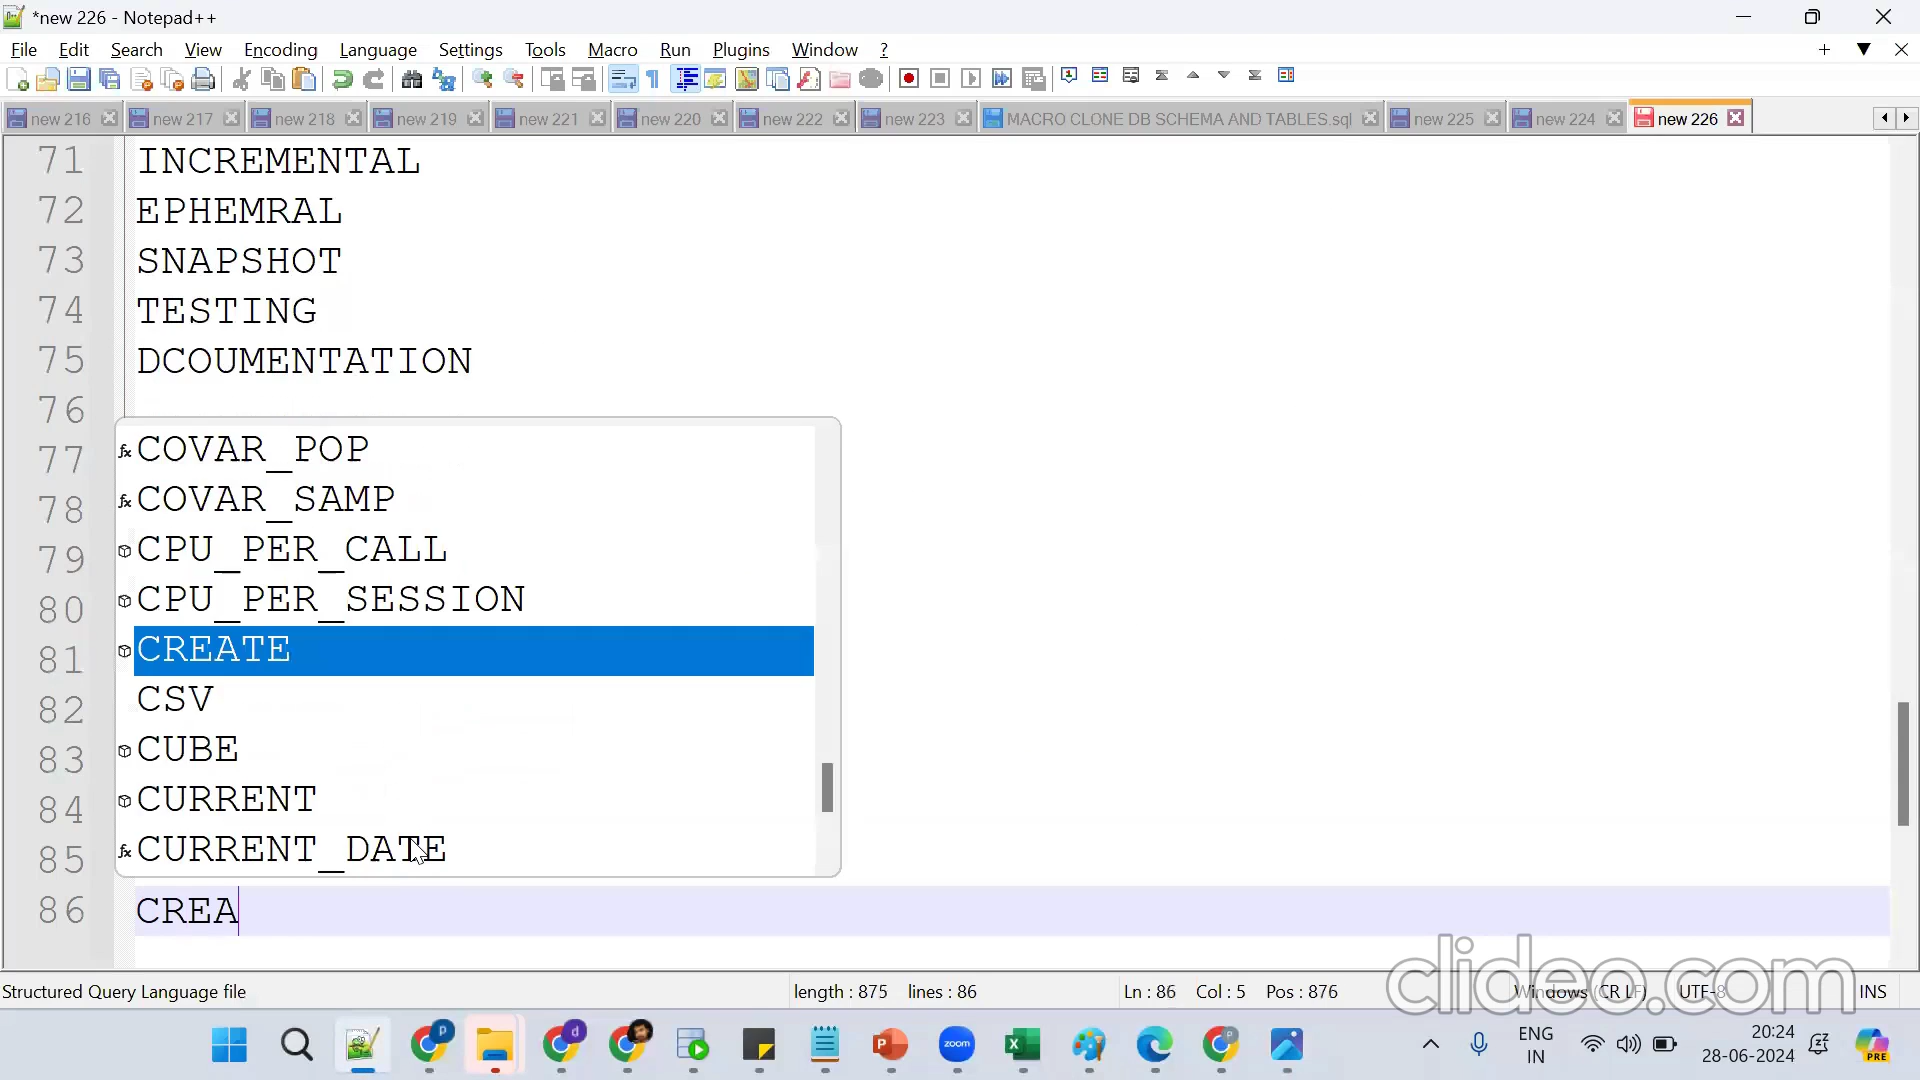 *new 226 - Notepad++
File Edit Search View Encoding Language Settings Tools Macro Run Plugins Window ?
new 216 new 217 new 218 new 219 new 221 new 220 new 222 new 223 MACRO CLONE DB SCHEMA AND TABLES.sql new 225 new 224 new 226
71 INCREMENTAL
72 EPHEMRAL
73 SNAPSHOT
74 TESTING
75 DCOUMENTATION
76
77 COVAR_POP
78 COVAR_SAMP
79 CPU_PER_CALL
80 CPU_PER_SESSION
81 CREATE
82 CSV
83 CUBE
84 CURRENT
85 CURRENT_DATE
86 CREA
clideo.com
Structured Query Language file length : 875 lines : 86 Ln : 86 Col : 5 Pos : 876 Windows (CR LF) UTF-8 INS
zoom ENG 20:24
IN 28-06-2024 PRE